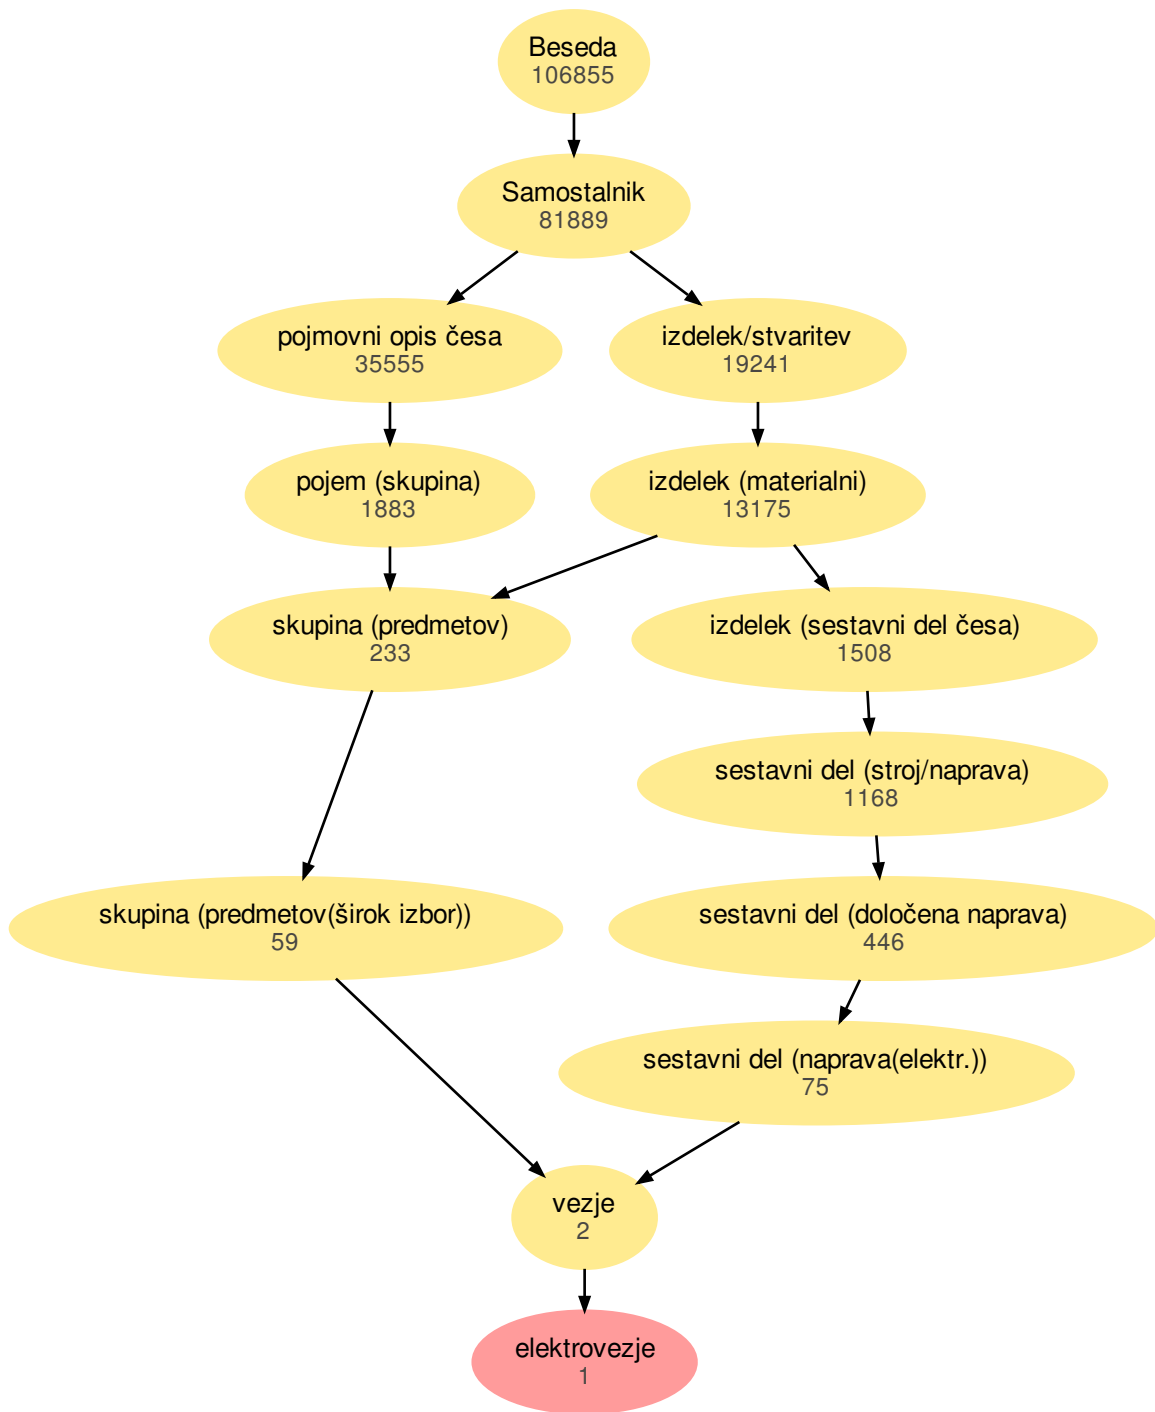 Beseda
106855
Samostalnik
81889
pojmovni opis česa
35555
izdelek/stvaritev
19241
pojem (skupina)
1883
izdelek (materialni)
13175
skupina (predmetov)
233
izdelek (sestavni del česa)
1508
sestavni del (stroj/naprava)
1168
skupina (predmetov(širok izbor))
59
sestavni del (določena naprava)
446
sestavni del (naprava(elektr.))
75
vezje
2
elektrovezje
1